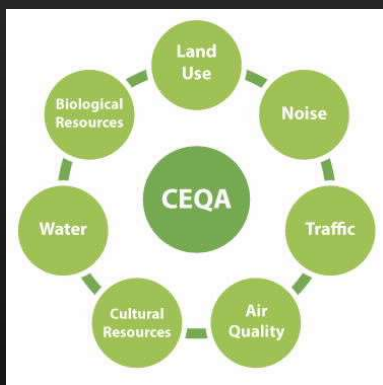 Land
Use
Noise
Traffic
Air
Quality
Cultural
Resources
Water
Biological
Resources
CEQA